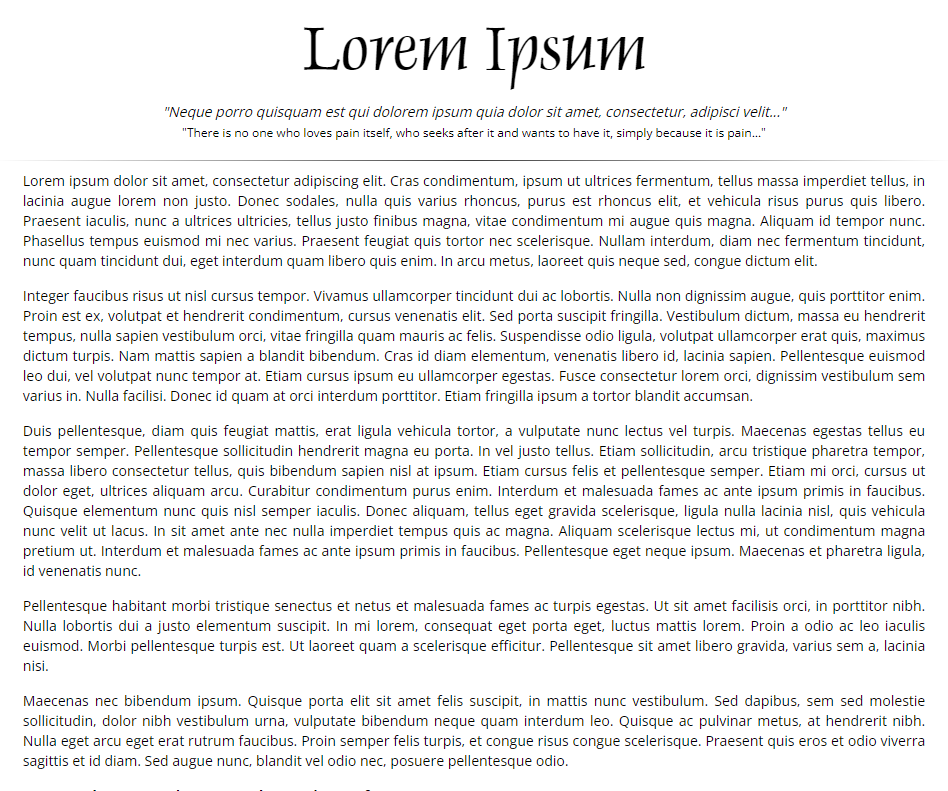 Lorem Ipsum
"Neque porro quisquam est qui dolorem ipsum quia dolor sit amet, consectetur, adipisci velit..."
"There is no one who loves pain itself, who seeks after it and wants to have it, simply because it is pain..."
Lorem ipsum dolor sit amet, consectetur adipiscing elit. Cras condimentum, ipsum ut ultrices fermentum, tellus massa imperdiet tellus, in
lacinia augue lorem non justo. Donec sodales, nulla quis varius rhoncus, purus est rhoncus elit, et vehicula risus purus quis libero.
Praesent iaculis, nunc a ultrices ultricies, tellus justo finibus magna, vitae condimentum mi augue quis magna. Aliquam id tempor nunc.
Phasellus tempus euismod mi nec varius. Praesent feugiat quis tortor nec scelerisque. Nullam interdum, diam nec fermentum tincidunt,
nunc quam tincidunt dui, eget interdum quam libero quis enim. In arcu metus, laoreet quis neque sed, congue dictum elit.
Integer faucibus risus ut nisl cursus tempor. Vivamus ullamcorper tincidunt dui ac lobortis. Nulla non dignissim augue, quis porttitor enim.
Proin est ex, volutpat et hendrerit condimentum, cursus venenatis elit. Sed porta suscipit fringilla. Vestibulum dictum, massa eu hendrerit
tempus, nulla sapien vestibulum orci, vitae fringilla quam mauris ac felis. Suspendisse odio ligula, volutpat ullamcorper erat quis, maximus
dictum turpis. Nam mattis sapien a blandit bibendum. Cras id diam elementum, venenatis libero id, lacinia sapien. Pellentesque euismod
leo dui, vel volutpat nunc tempor at. Etiam cursus ipsum eu ullamcorper egestas. Fusce consectetur lorem orci, dignissim vestibulum sem
varius in. Nulla facilisi. Donec id quam at orci interdum porttitor. Etiam fringilla ipsum a tortor blandit accumsan.
Duis pellentesque, diam quis feugiat mattis, erat ligula vehicula tortor, a vulputate nunc lectus vel turpis. Maecenas egestas tellus eu
tempor semper. Pellentesque sollicitudin hendrerit magna eu porta. In vel justo tellus. Etiam sollicitudin, arcu tristique pharetra tempor,
massa libero consectetur tellus, quis bibendum sapien nisl at ipsum. Etiam cursus felis et pellentesque semper. Etiam mi orci, cursus ut
dolor eget, ultrices aliquam arcu. Curabitur condimentum purus enim. Interdum et malesuada fames ac ante ipsum primis in faucibus.
Quisque elementum nunc quis nisl semper iaculis. Donec aliquam, tellus eget gravida scelerisque, ligula nulla lacinia nisl, quis vehicula
nunc velit ut lacus. In sit amet ante nec nulla imperdiet tempus quis ac magna. Aliquam scelerisque lectus mi, ut condimentum magna
pretium ut. Interdum et malesuada fames ac ante ipsum primis in faucibus. Pellentesque eget neque ipsum. Maecenas et pharetra ligula,
id venenatis nunc.
Pellentesque habitant morbi tristique senectus et netus et malesuada fames ac turpis egestas. Ut sit amet facilisis orci, in porttitor nibh.
Nulla lobortis dui a justo elementum suscipit. In mi lorem, consequat eget porta eget, luctus mattis lorem. Proin a odio ac leo iaculis
euismod. Morbi pellentesque turpis est. Ut laoreet quam a scelerisque efficitur. Pellentesque sit amet libero gravida, varius sem a, lacinia
nisi.
Maecenas nec bibendum ipsum. Quisque porta elit sit amet felis suscipit, in mattis nunc vestibulum. Sed dapibus, sem sed molestie
sollicitudin, dolor nibh vestibulum urna, vulputate bibendum neque quam interdum leo. Quisque ac pulvinar metus, at hendrerit nibh.
Nulla eget arcu eget erat rutrum faucibus. Proin semper felis turpis, et congue risus congue scelerisque. Praesent quis eros et odio viverra
sagittis et id diam. Sed augue nunc, blandit vel odio nec, posuere pellentesque odio.